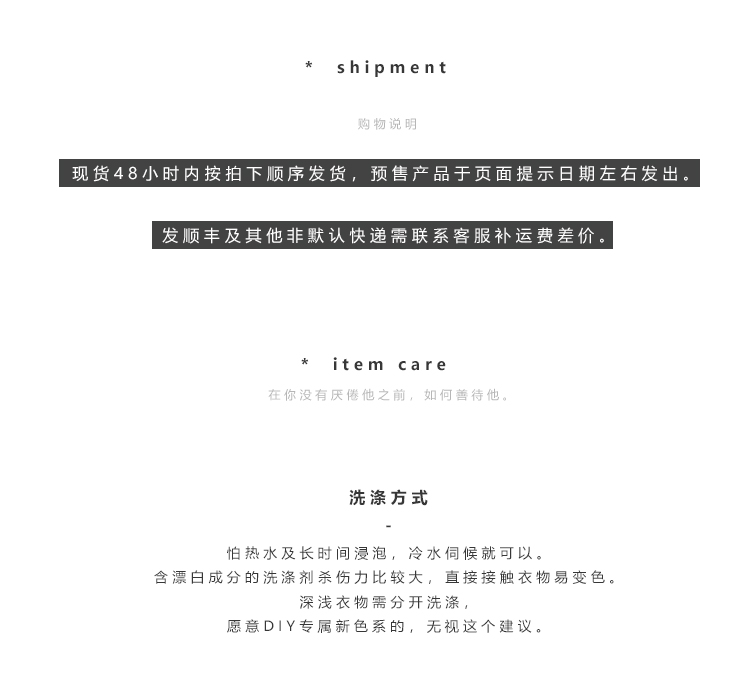 * shipment
购物说明
现货48小时内按拍下顺序发货，预售产品于页面提示日期左右发出。
发顺丰及其他非默认快递需联系客服补运费差价。
* item care
在你没有厌倦他之前，如何善待他。
洗涤方式
-
怕热水及长时间浸泡，冷水伺候就可以。
含漂白成分的洗涤剂杀伤力比较大，直接接触衣物易变色。
深浅衣物需分开洗涤，
愿意DIY专属新色系的，无视这个建议。